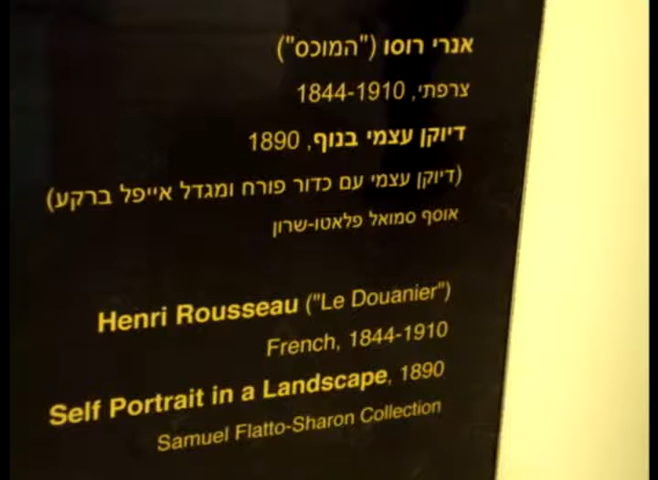 אנרי רוסו ("המוכס")
צרפתי, 1844-1910
דיוקן עצמי בנוף, 1890
(דיוקן עצמי עם כדור פורח ומגדל אייפל ברקע)
אוסף סמואל פלאטו-שרון
Henri Rousseau ("Le Douanier")
French, 1844-1910
Self Portrait in a Landscape, 1890
Samuel Flatto-Sharon Collection